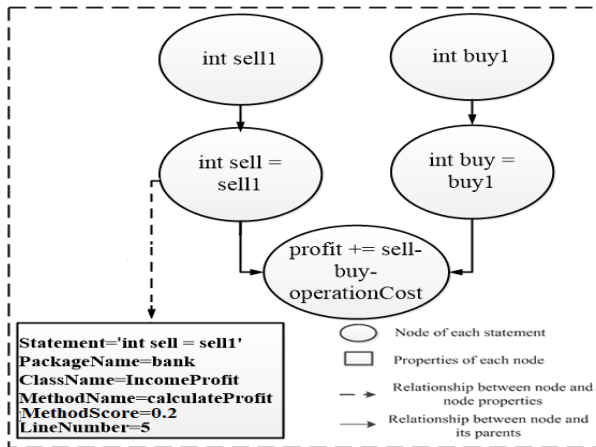 int sell1
int buy1
int sell =
sell1
int buy =
buy1
profit += sell-
buy-
operationCost
Statement='int sell = sell1'
PackageName=bank
ClassName=IncomeProfit
MethodName=calculateProfit
MethodScore=0.2
LineNumber=5
Node of each statement
Properties of each node
Relationship between node and
node properties
Relationship between node and
its parents